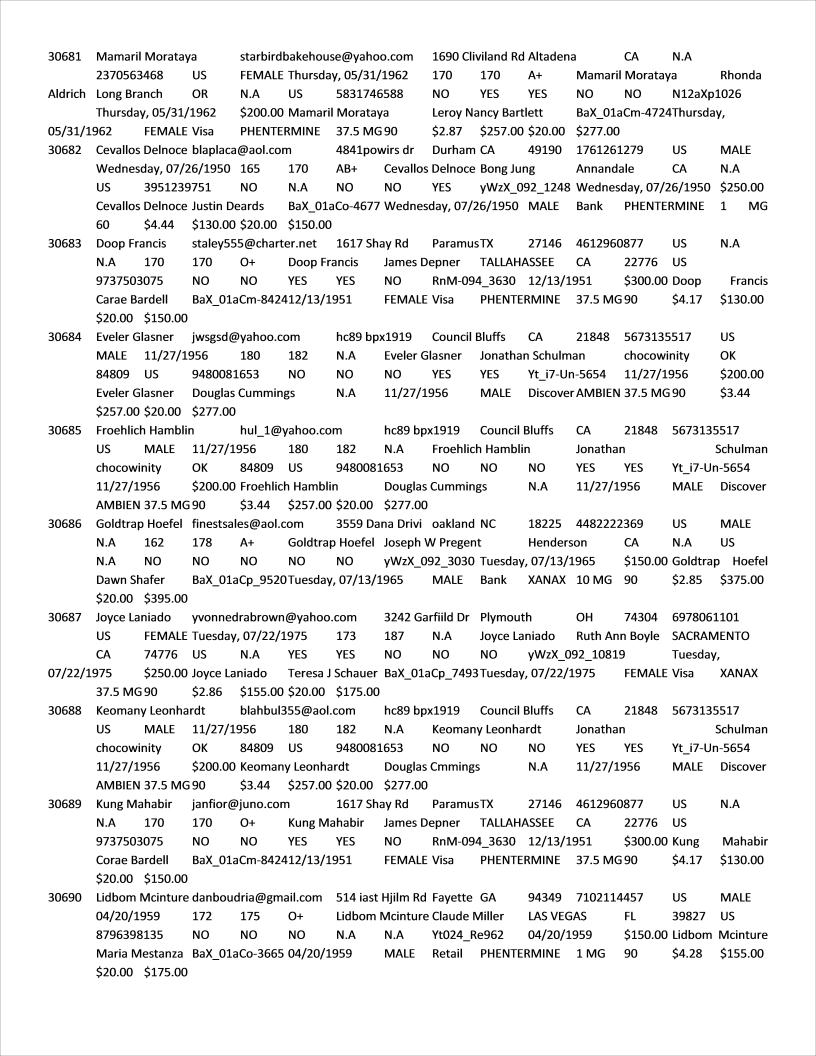 30681 Mamaril Morataya starbirdbakehouse@yahoo.com 1690 Cliviland Rd Altadena CA N.A
2370563468 US FEMALE Thursday, 05/31/1962 170 170 A+ Mamaril Morataya Rhonda
Aldrich Long Branch OR N.A US 5831746588 NO YES YES NO NO N12aXp1026
Thursday, 05/31/1962 $200.00 Mamaril Morataya Leroy Nancy Bartlett BaX_01aCm-4724Thursday,
05/31/1962 FEMALE Visa PHENTERMINE 37.5 MG 90 $2.87 $257.00 $20.00 $277.00
30682 Cevallos Delnoce blaplaca@aol.com 4841powirs dr Durham CA 49190 1761261279 US MALE
Wednesday, 07/26/1950 165 170 AB+ Cevallos Delnoce Bong Jung Annandale CA N.A
US 3951239751 NO N.A NO NO YES yWzX_092_1248 Wednesday, 07/26/1950 $250.00
Cevallos Delnoce Justin Deards BaX_01aCo-4677 Wednesday, 07/26/1950 MALE Bank PHENTERMINE 1 MG
60 $4.44 $130.00 $20.00 $150.00
30683 Doop Francis staley555@charter.net 1617 Shay Rd Paramus TX 27146 4612960877 US N.A
N.A 170 170 O+ Doop Francis James Depner TALLAHASSEE CA 22776 US
9737503075 NO NO YES YES NO RnM-094_3630 12/13/1951 $300.00 Doop Francis
Carae Bardell BaX_01aCm-842412/13/1951 FEMALE Visa PHENTERMINE 37.5 MG 90 $4.17 $130.00
$20.00 $150.00
30684 Eveler Glasner jwsgsd@yahoo.com hc89 bpx1919 Council Bluffs CA 21848 5673135517 US
MALE 11/27/1956 180 182 N.A Eveler Glasner Jonathan Schulman chocowinity OK
84809 US 9480081653 NO NO NO YES YES Yt_i7-Un-5654 11/27/1956 $200.00
Eveler Glasner Douglas Cummings N.A 11/27/1956 MALE Discover AMBIEN 37.5 MG 90 $3.44
$257.00 $20.00 $277.00
30685 Froehlich Hamblin hul_1@yahoo.com hc89 bpx1919 Council Bluffs CA 21848 5673135517
US MALE 11/27/1956 180 182 N.A Froehlich Hamblin Jonathan Schulman
chocowinity OK 84809 US 9480081653 NO NO NO YES YES Yt_i7-Un-5654
11/27/1956 $200.00 Froehlich Hamblin Douglas Cummings N.A 11/27/1956 MALE Discover
AMBIEN 37.5 MG 90 $3.44 $257.00 $20.00 $277.00
30686 Goldtrap Hoefel finestsales@aol.com 3559 Dana Drivi oakland NC 18225 4482222369 US MALE
N.A 162 178 A+ Goldtrap Hoefel Joseph W Pregent Henderson CA N.A US
N.A NO NO NO NO NO yWzX_092_3030 Tuesday, 07/13/1965 $150.00 Goldtrap Hoefel
Dawn Shafer BaX_01aCp_9520Tuesday, 07/13/1965 MALE Bank XANAX 10 MG 90 $2.85 $375.00
$20.00 $395.00
30687 Joyce Laniado yvonnedrabrown@yahoo.com 3242 Garfiild Dr Plymouth OH 74304 6978061101
US FEMALE Tuesday, 07/22/1975 173 187 N.A Joyce Laniado Ruth Ann Boyle SACRAMENTO
CA 74776 US N.A YES YES NO NO NO yWzX_092_10819 Tuesday,
07/22/1975 $250.00 Joyce Laniado Teresa J Schauer BaX_01aCp_7493Tuesday, 07/22/1975 FEMALE Visa XANAX
37.5 MG 90 $2.86 $155.00 $20.00 $175.00
30688 Keomany Leonhardt blahbul355@aol.com hc89 bpx1919 Council Bluffs CA 21848 5673135517
US MALE 11/27/1956 180 182 N.A Keomany Leonhardt Jonathan Schulman
chocowinity OK 84809 US 9480081653 NO NO NO YES YES Yt_i7-Un-5654
11/27/1956 $200.00 Keomany Leonhardt Douglas Cmmings N.A 11/27/1956 MALE Discover
AMBIEN 37.5 MG 90 $3.44 $257.00 $20.00 $277.00
30689 Kung Mahabir janfior@juno.com 1617 Shay Rd Paramus TX 27146 4612960877 US N.A
N.A 170 170 O+ Kung Mahabir James Depner TALLAHASSEE CA 22776 US
9737503075 NO NO YES YES NO RnM-094_3630 12/13/1951 $300.00 Kung Mahabir
Corae Bardell BaX_01aCm-842412/13/1951 FEMALE Visa PHENTERMINE 37.5 MG 90 $4.17 $130.00
$20.00 $150.00
30690 Lidbom Mcinture danboudria@gmail.com 514 iast Hjilm Rd Fayette GA 94349 7102114457 US MALE
04/20/1959 172 175 O+ Lidbom Mcinture Claude Miller LAS VEGAS FL 39827 US
8796398135 NO NO NO N.A N.A Yt024_Re962 04/20/1959 $150.00 Lidbom Mcinture
Maria Mestanza BaX_01aCo-3665 04/20/1959 MALE Retail PHENTERMINE 1 MG 90 $4.28 $155.00
$20.00 $175.00